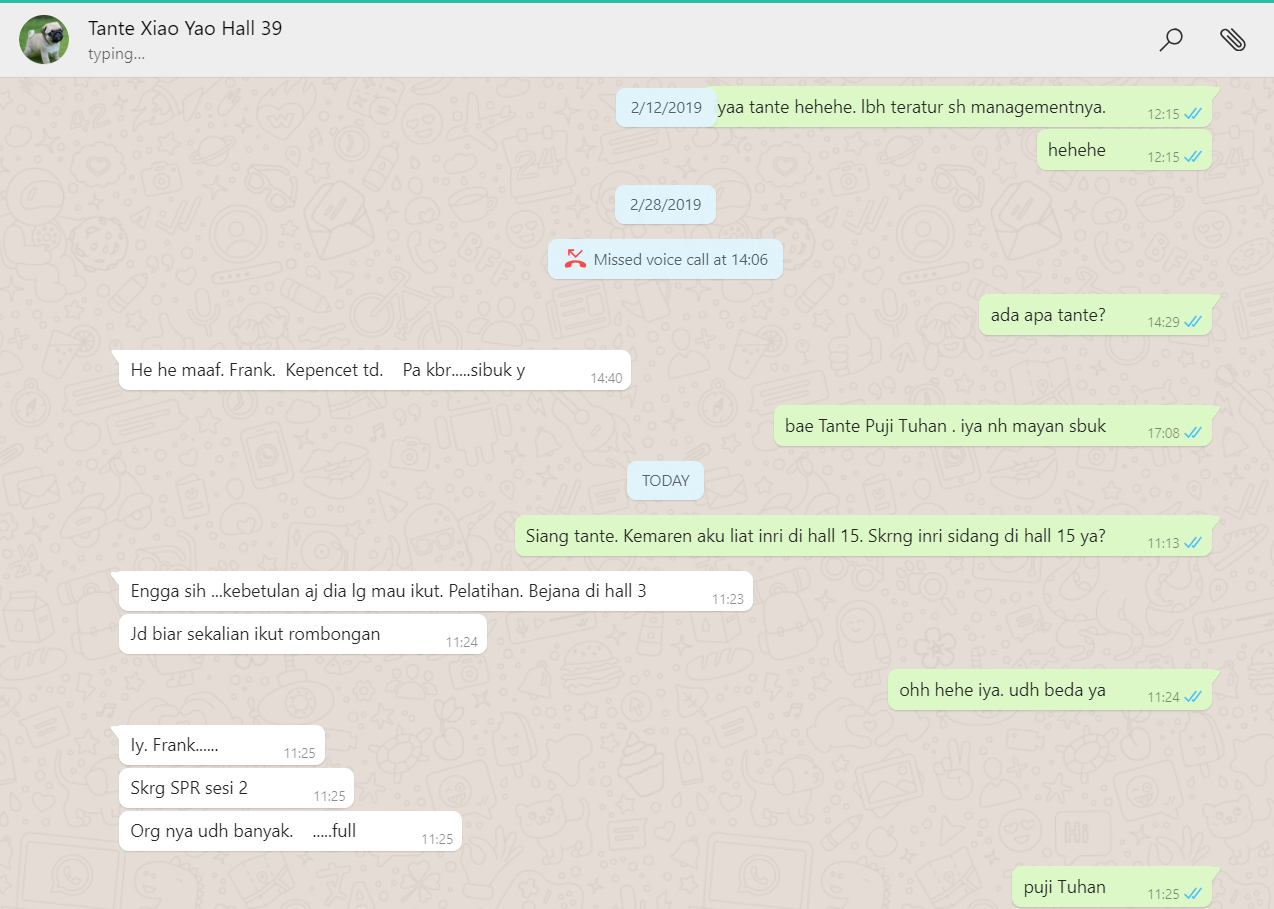 Tante Xiao Yao Hall 39
typing...
2/12/2019
yaa tante hehehe. lbh teratur sh managementnya.
12:15
hehehe
12:15
2/28/2019
Missed voice call at 14:06
ada apa tante?
14:29
He he maaf. Frank.  Kepencet td.    Pa kbr.....sibuk y
14:40
bae Tante Puji Tuhan . iya nh mayan sbuk
17:08
TODAY
Siang tante. Kemaren aku liat inri di hall 15. Skrng inri sidang di hall 15 ya?
11:13
Engga sih ...kebetulan aj dia lg mau ikut. Pelatihan. Bejana di hall 3
11:23
Jd biar sekalian ikut rombongan
11:24
ohh hehe iya. udh beda ya
11:24
Iy. Frank......
11:25
Skrg SPR sesi 2
11:25
Org nya udh banyak.    .....full
11:25
puji Tuhan
11:25